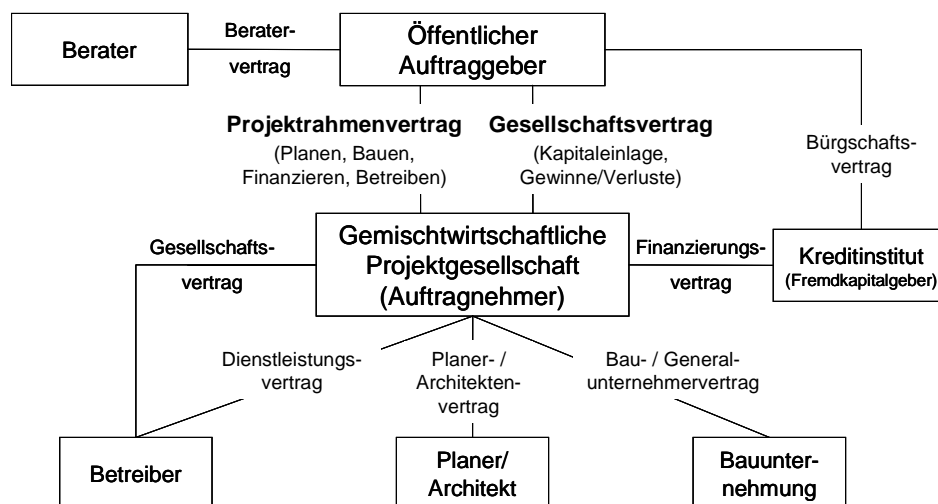 Berater
Berater-
vertrag
Öffentlicher
Auftraggeber
Projektrahmenvertrag
(Planen, Bauen,
Finanzieren, Betreiben)
Gesellschaftsvertrag
(Kapitaleinlage,
Gewinne/Verluste)
Bürgschafts-
vertrag
Gesellschafts-
vertrag
Gemischtwirtschaftliche
Projektgesellschaft
(Auftragnehmer)
Finanzierungs-
vertrag
Kreditinstitut
(Fremdkapitalgeber)
Dienstleistungs-
vertrag
Planer- /
Architekten-
vertrag
Bau- / General-
unternehmervertrag
Betreiber
Planer/
Architekt
Bauunter-
nehmung